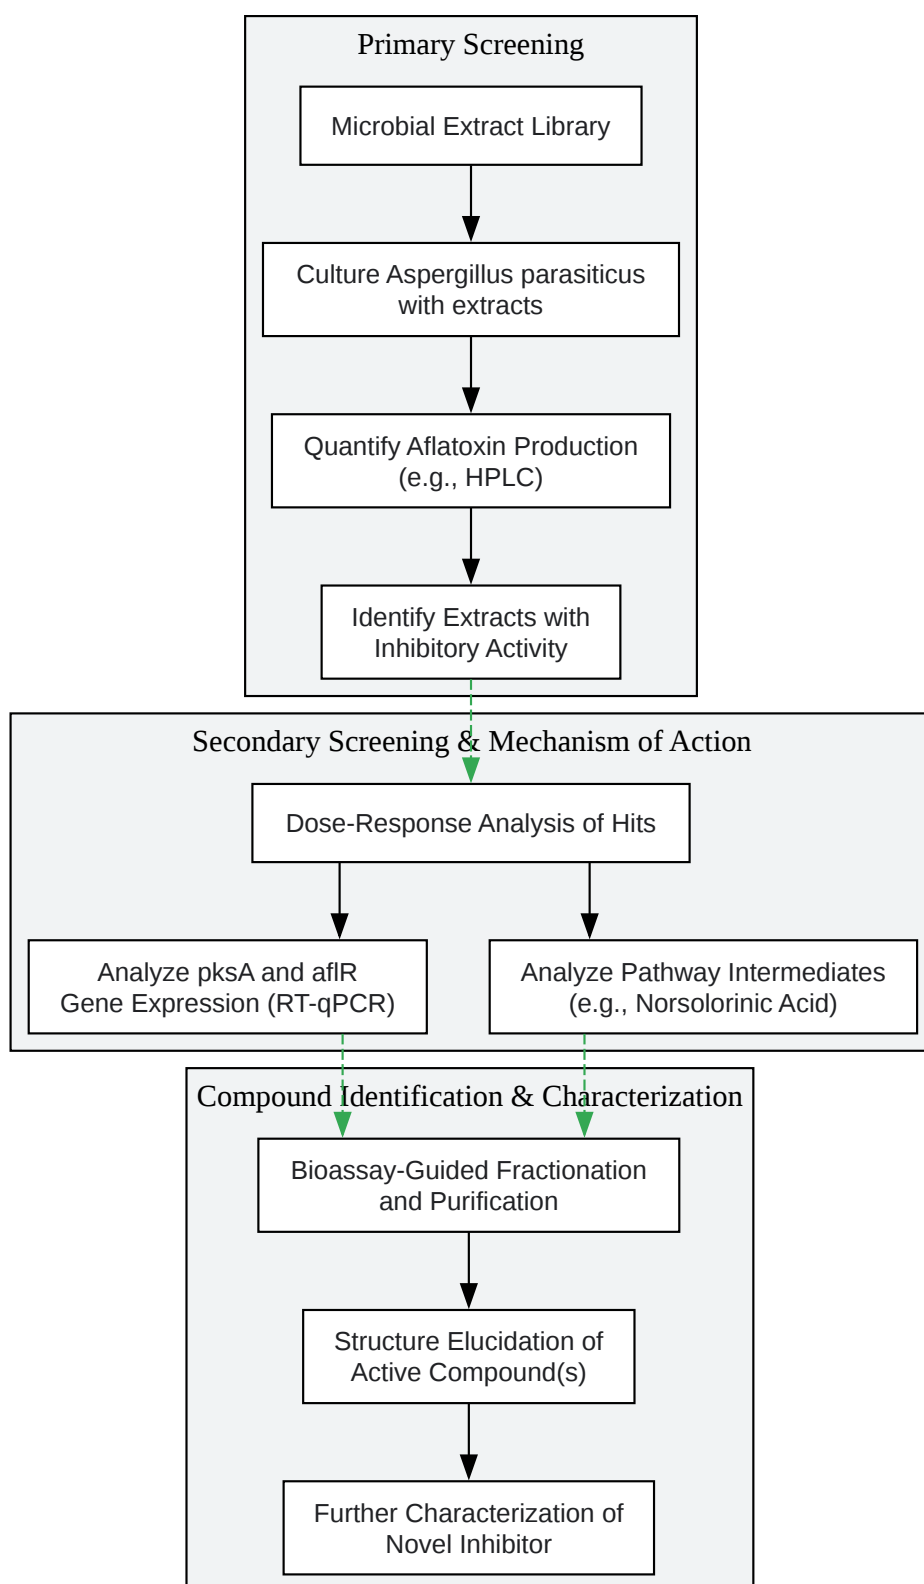 Primary Screening
Microbial Extract Library
Culture Aspergillus parasiticus
with extracts
Quantify Aflatoxin Production
(e.g., HPLC)
Identify Extracts with
Inhibitory Activity
Secondary Screening & Mechanism of Action
Dose-Response Analysis of Hits
Analyze pksA and aflR
Gene Expression (RT-qPCR)
Analyze Pathway Intermediates
(e.g., Norsolorinic Acid)
Compound Identification & Characterization
Bioassay-Guided Fractionation
and Purification
Structure Elucidation of
Active Compound(s)
Further Characterization of
Novel Inhibitor